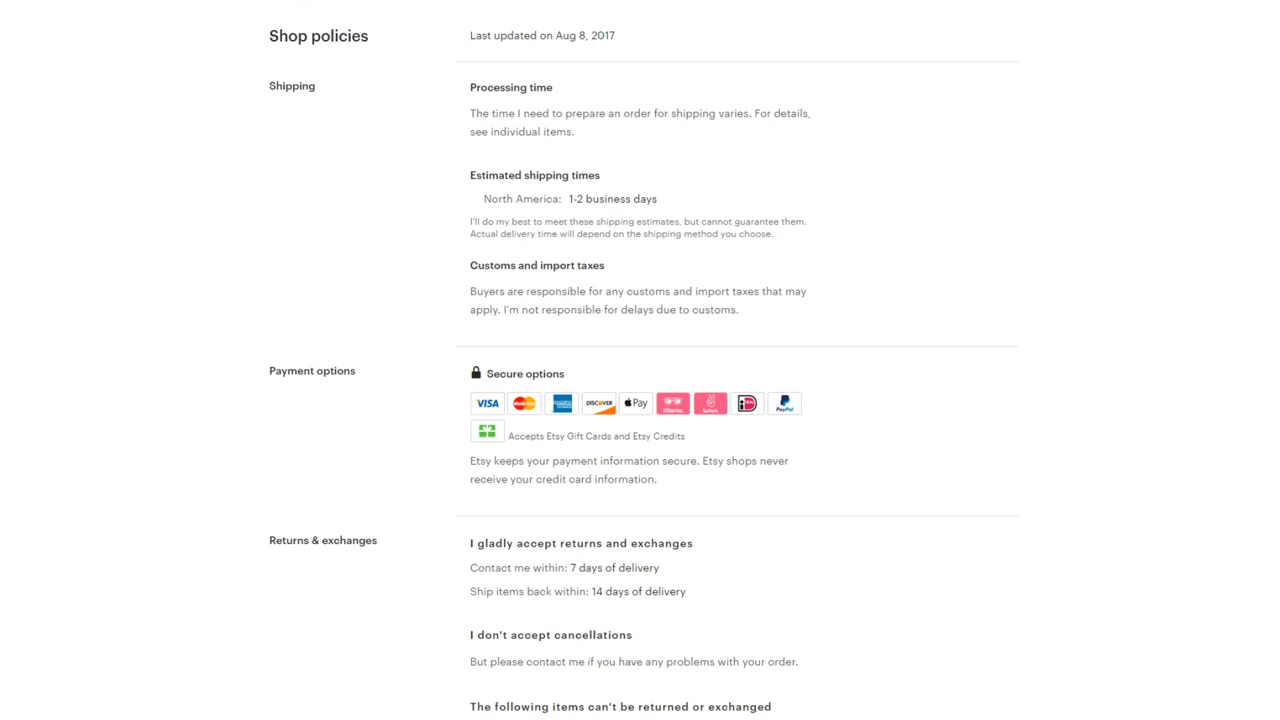 Shop policies
Last updated on Aug 8, 2017
Shipping
Processing time
The time I need to prepare an order for shipping varies. For details,
see individual items.
Estimated shipping times
North America: 1-2 business days
I'll do my best to meet these shipping estimates, but cannot guarantee them.
Actual delivery time will depend on the shipping method you choose.
Customs and import taxes
Buyers are responsible for any customs and import taxes that may
apply. I'm not responsible for delays due to customs.
Payment options
Secure options
VISA
DISCOVER
Pay
Klarna.
Sofort.
PayPal
Accepts Etsy Gift Cards and Etsy Credits
Etsy keeps your payment information secure. Etsy shops never
receive your credit card information.
Returns & exchanges
I gladly accept returns and exchanges
Contact me within: 7 days of delivery
Ship items back within: 14 days of delivery
I don't accept cancellations
But please contact me if you have any problems with your order.
The following items can't be returned or exchanged